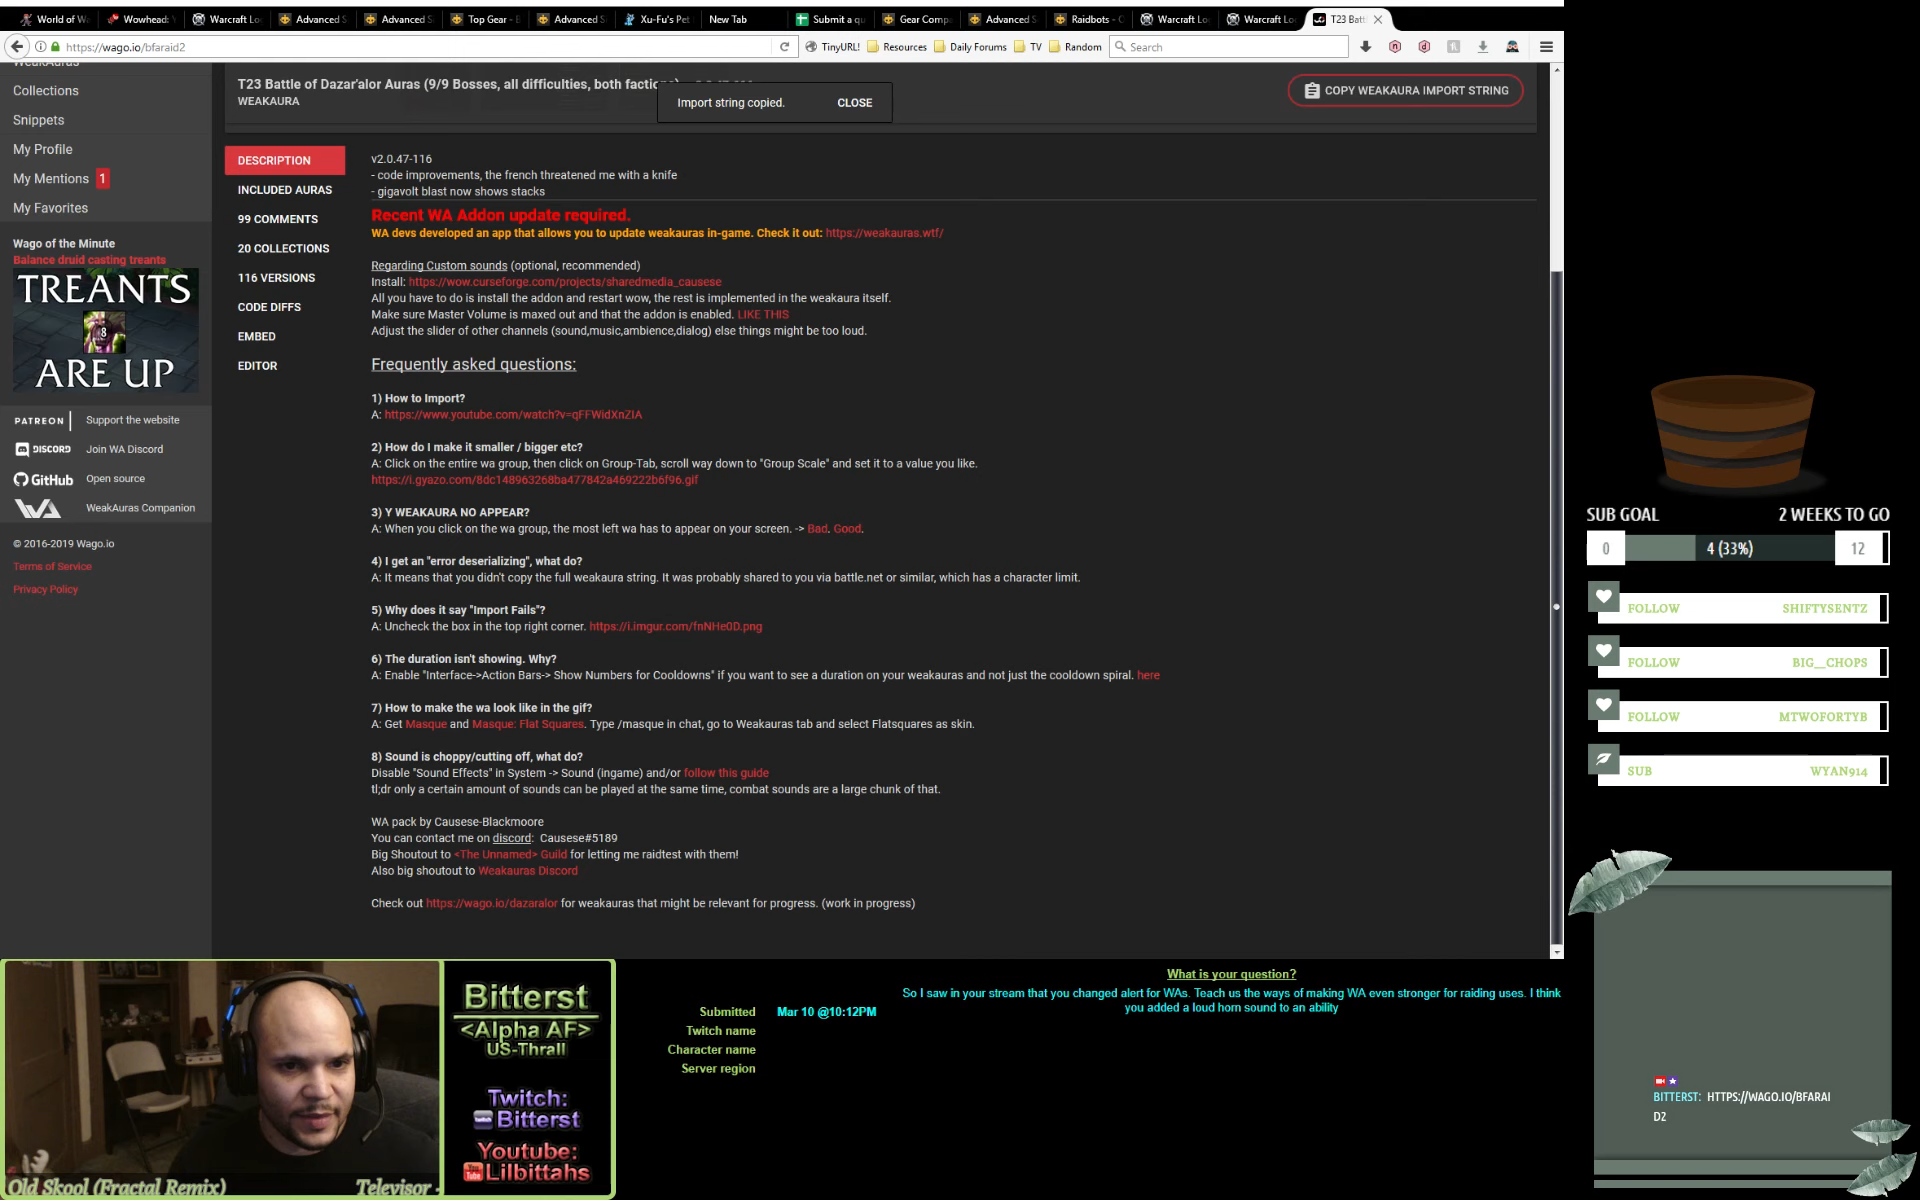 World of W
Wowhead:
Warcraft Lo
Advanced S
Advanced S
Top Gear - B
Advanced S
Xu-Fu's Pet
New Tab
Submit a qu
Gear Compa
Advanced S
Raidbots - C
Warcraft Lo
Warcraft Lo
T23 Batt
https://wago.io/bfaraid2
TinyURL!
Resources
Daily Forums
TV
Random
Search
WeakAuras
Collections
Snippets
My Profile
My Mentions 1
My Favorites
Wago of the Minute
Balance druid casting treants
TREANTS
8
ARE UP
PATREON Support the website
DISCORD Join WA Discord
GitHub Open source
WeakAuras Companion
© 2016-2019 Wago.io
Terms of Service
Privacy Policy
T23 Battle of Dazar'alor Auras (9/9 Bosses, all difficulties, both factio
WEAKAURA
Import string copied. CLOSE
COPY WEAKAURA IMPORT STRING
DESCRIPTION
INCLUDED AURAS
99 COMMENTS
20 COLLECTIONS
116 VERSIONS
CODE DIFFS
EMBED
EDITOR
v2.0.47-116
- code improvements, the french threatened me with a knife
- gigavolt blast now shows stacks
Recent WA Addon update required.
WA devs developed an app that allows you to update weakauras in-game. Check it out: https://weakauras.wtf/
Regarding Custom sounds (optional, recommended)
Install: https://wow.curseforge.com/projects/sharedmedia_causese
All you have to do is install the addon and restart wow, the rest is implemented in the weakaura itself.
Make sure Master Volume is maxed out and that the addon is enabled. LIKE THIS
Adjust the slider of other channels (sound,music,ambience,dialog) else things might be too loud.
Frequently asked questions:
1) How to Import?
A: https://www.youtube.com/watch?v=qFFWidXnZIA
2) How do I make it smaller / bigger etc?
A: Click on the entire wa group, then click on Group-Tab, scroll way down to "Group Scale" and set it to a value you like.
https://i.gyazo.com/8dc148963268ba477842a469222b6f96.gif
3) Y WEAKAURA NO APPEAR?
A: When you click on the wa group, the most left wa has to appear on your screen. -> Bad. Good.
4) I get an "error deserializing", what do?
A: It means that you didn't copy the full weakaura string. It was probably shared to you via battle.net or similar, which has a character limit.
5) Why does it say "Import Fails"?
A: Uncheck the box in the top right corner. https://i.imgur.com/fnNHe0D.png
6) The duration isn't showing. Why?
A: Enable "Interface->Action Bars-> Show Numbers for Cooldowns" if you want to see a duration on your weakauras and not just the cooldown spiral. here
7) How to make the wa look like in the gif?
A: Get Masque and Masque: Flat Squares. Type /masque in chat, go to Weakauras tab and select Flatsquares as skin.
8) Sound is choppy/cutting off, what do?
Disable "Sound Effects" in System -> Sound (ingame) and/or follow this guide
tl;dr only a certain amount of sounds can be played at the same time, combat sounds are a large chunk of that.
WA pack by Causese-Blackmoore
You can contact me on discord: Causese#5189
Big Shoutout to <The Unnamed> Guild for letting me raidtest with them!
Also big shoutout to Weakauras Discord
Check out https://wago.io/dazaralor for weakauras that might be relevant for progress. (work in progress)
SUB GOAL 2 WEEKS TO GO
0 4 (33%) 12
FOLLOW SHIFTYSENTZ
FOLLOW BIG__CHOPS
FOLLOW MTWOFORTYB
SUB WYAN914
BITTERST: HTTPS://WAGO.IO/BFARAI
D2
Bitterst
<Alpha AF>
US-Thrall
Twitch:
Bitterst
Youtube:
Lilbittahs
Old Skool (Fractal Remix) Televisor -
Submitted Mar 10 @10:12PM
Twitch name
Character name
Server region
What is your question?
So I saw in your stream that you changed alert for WAs. Teach us the ways of making WA even stronger for raiding uses. I think
you added a loud horn sound to an ability